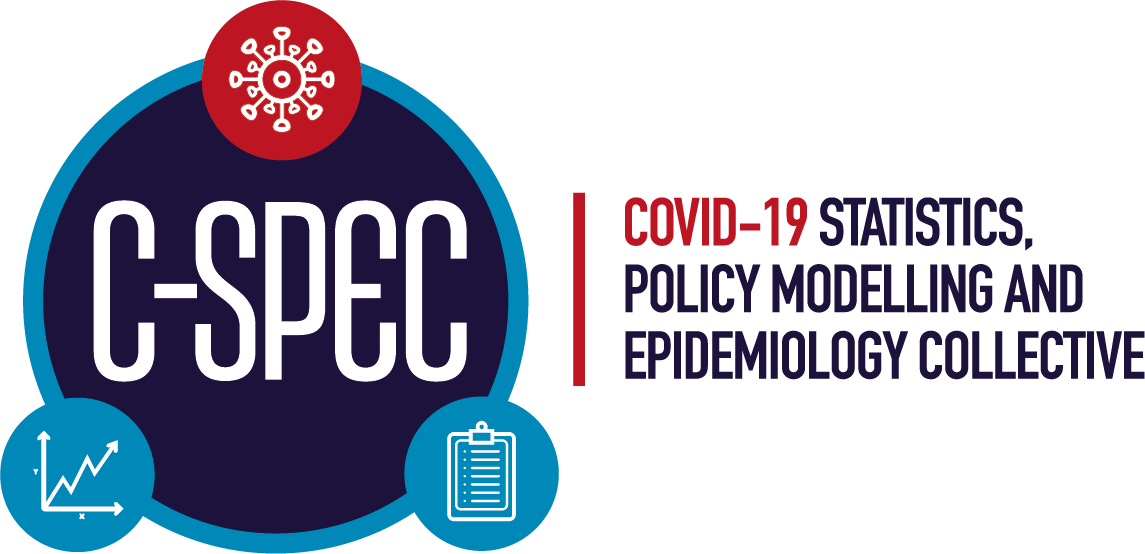 C-SPEC
COVID-19 STATISTICS,
POLICY MODELLING AND
EPIDEMIOLOGY COLLECTIVE
Y
X